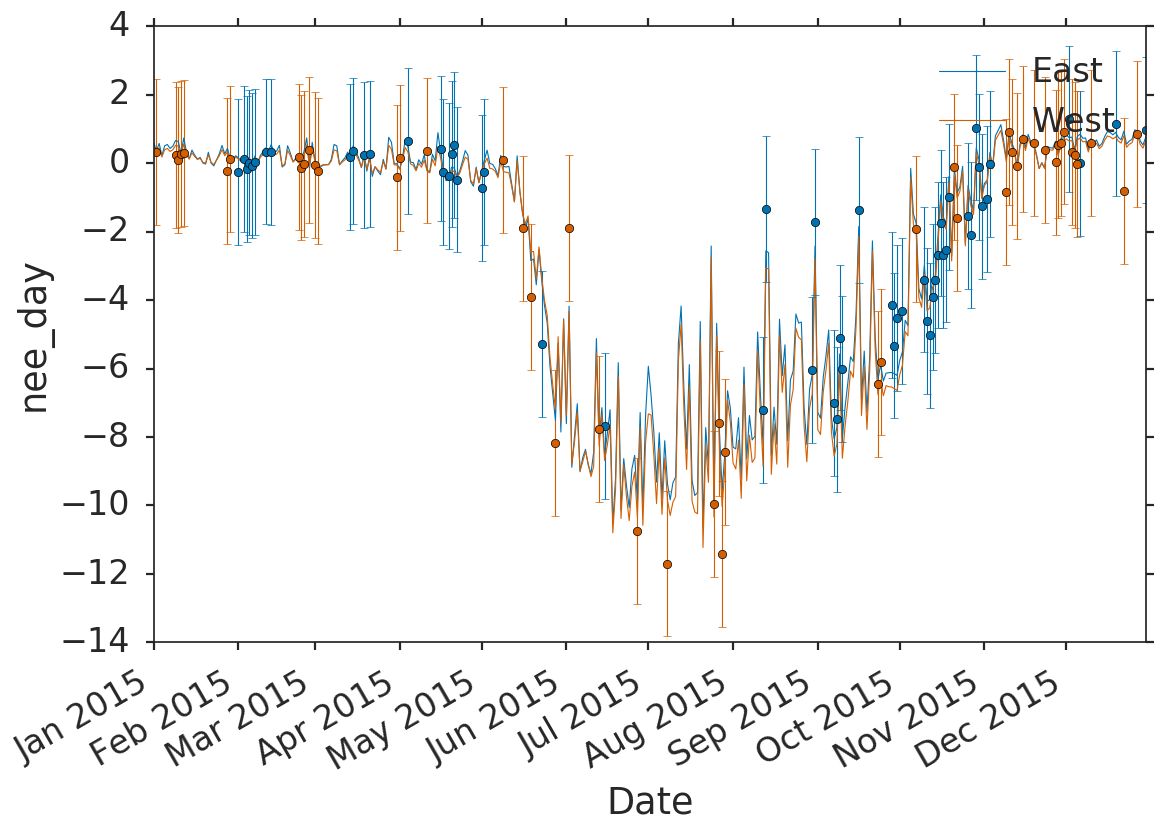 4
2
0
−2
−4
−6
−8
−10
−12
−14
nee_day
East
West
Jan 2015
Feb 2015
Mar 2015
Apr 2015
May 2015
Jun 2015
Jul 2015
Aug 2015
Sep 2015
Oct 2015
Nov 2015
Dec 2015
Date